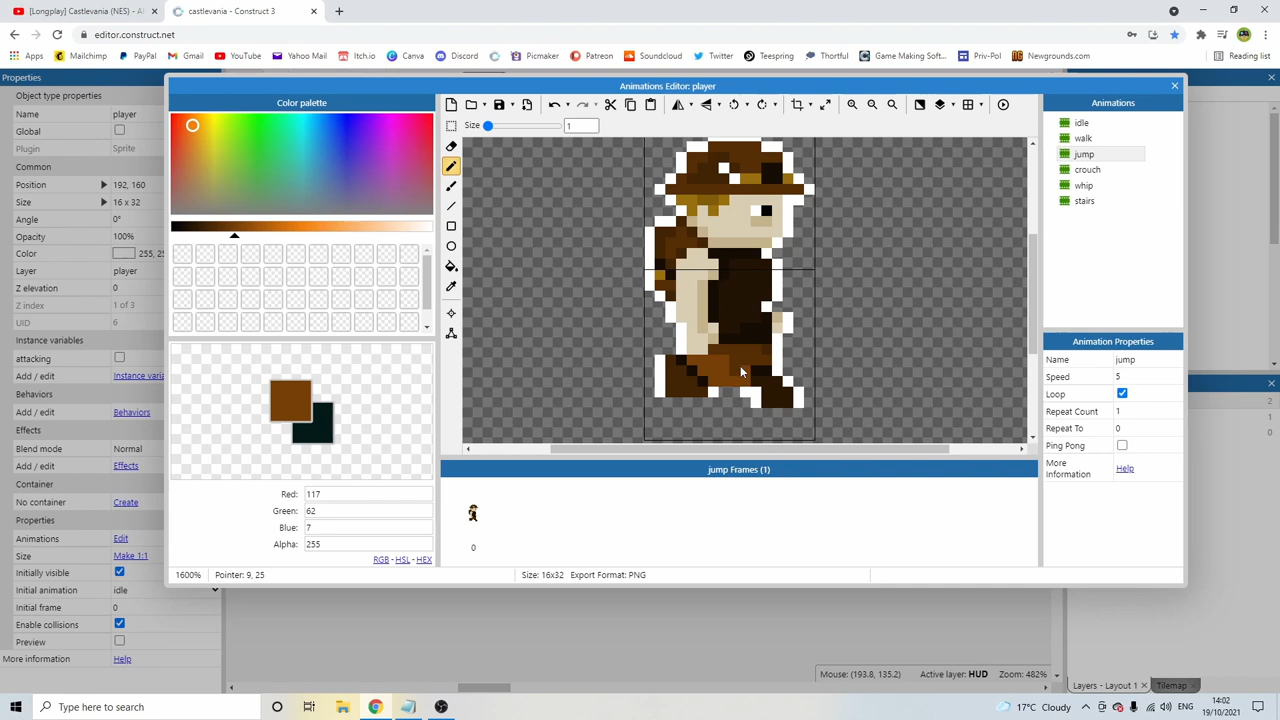 [Longplay] Castlevania (NES) - A
castlevania - Construct 3
editor.construct.net
Apps Mailchimp PayPal Gmail YouTube Yahoo Mail Itch.io Canva Discord Picmaker Patreon Soundcloud Twitter Teespring Thortful Game Making Sof... Priv-Pol Newgrounds.com Reading list
Properties
Object type properties
Name player
Global
Plugin Sprite
Common
Position 192, 160
Size 16 x 32
Angle 0°
Opacity 100%
Color 255, 25
Layer player
Z elevation 0
Z index 1 of 3
UID 6
Instance variables
attacking
Add / edit Instance varia
Behaviors
Add / edit Behaviors
Effects
Blend mode Normal
Add / edit Effects
Container
No container Create
Properties
Animations Edit
Size Make 1:1
Initially visible
Initial animation idle
Initial frame 0
Enable collisions
Preview
More information Help
Animations Editor: player
Color palette
Size 1
Red: 117
Green: 62
Blue: 7
Alpha: 255
RGB - HSL - HEX
jump Frames (1)
0
1600% Pointer: 9, 25 Size: 16x32 Export Format: PNG
Animations
idle
walk
jump
crouch
whip
stairs
Animation Properties
Name jump
Speed 5
Loop
Repeat Count 1
Repeat To 0
Ping Pong
More Information Help
2
1
0
Mouse: (193.8, 135.2) Active layer: HUD Zoom: 482%
Layers - Layout 1 Tilemap
Type here to search
17°C Cloudy ENG 14:02
19/10/2021